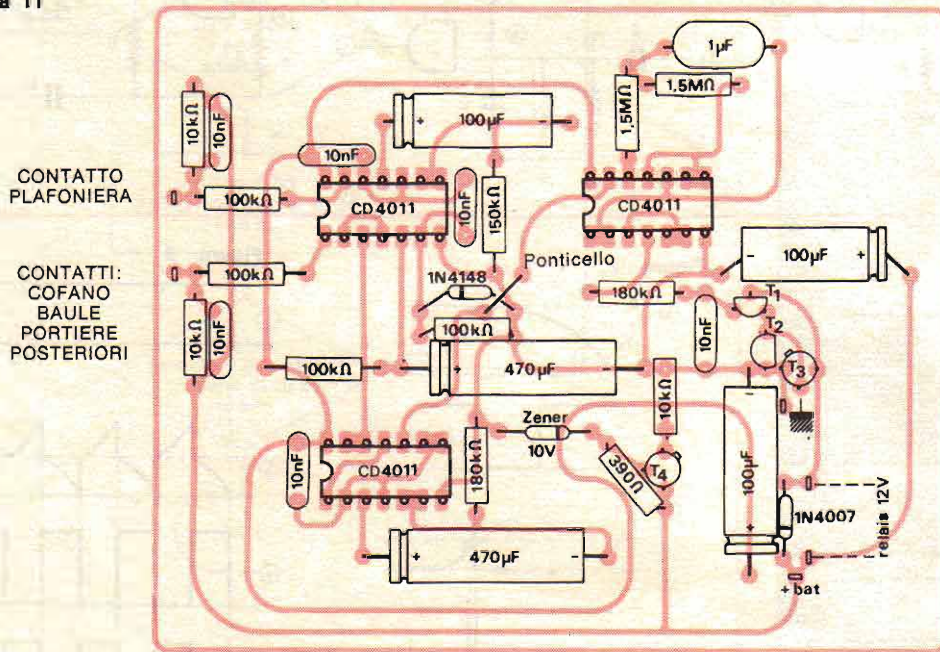 CONTATTO
PLAFONIERA
CONTATTI:
COFANO
BAULE
PORTIERE
POSTERIORI
10kΩ
10nF
100kΩ
100kΩ
10kΩ
10nF
10nF
100µF
+
-
CD4011
10nF
150kΩ
1,5MΩ
1,5MΩ
1µF
CD4011
Ponticello
1N4148
100kΩ
180kΩ
100µF
-
+
T1
T2
T3
10nF
100kΩ
+
470µF
-
10kΩ
Zener
10V
390Ω
T4
10nF
CD4011
180kΩ
+
470µF
-
-
100µF
+
1N4007
relais 12V
+ bat